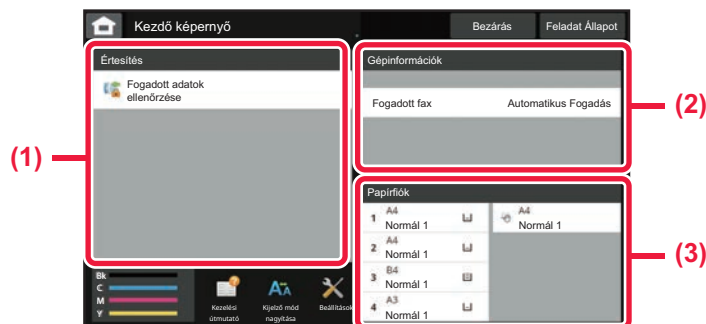 Kezdő képernyő
Bezárás
Feladat Állapot
Értesítés
Fogadott adatok
ellenőrzése
Gépinformációk
Fogadott fax
Automatikus Fogadás
(1)
(2)
Papírfiók
1 A4
Normál 1
2 A4
Normál 1
3 B4
Normál 1
4 A3
Normál 1
A4
Normál 1
(3)
Bk
C
M
Y
Kezelési
útmutató
Kijelző mód
nagyítása
Beállítások